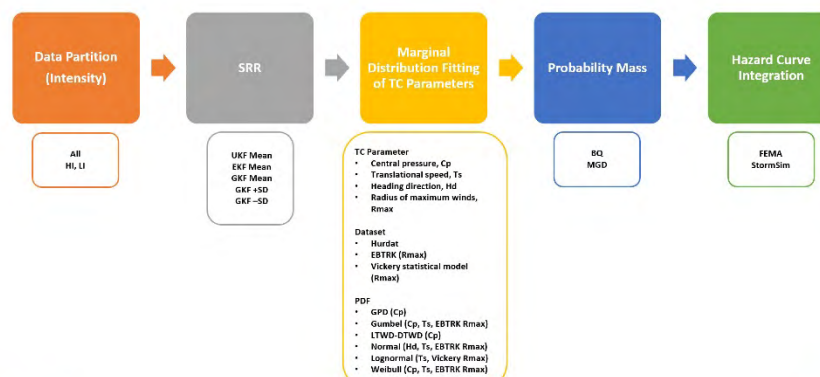 Data Partition
(Intensity)
SRR
Marginal
Distribution Fitting
of TC Parameters
Probability Mass
Hazard Curve
Integration
All
HI, LI
UKF Mean
EKF Mean
GKF Mean
GKF +SD
GKF –SD
TC Parameter
• Central pressure, Cp
• Translational speed, Ts
• Heading direction, Hd
• Radius of maximum winds,
Rmax
Dataset
• Hurdat
• EBTRK (Rmax)
• Vickery statistical model
(Rmax)
PDF
• GPD (Cp)
• Gumbel (Cp, Ts, EBTRK Rmax)
• LTWD-DTWD (Cp)
• Normal (Hd, Ts, EBTRK Rmax)
• Lognormal (Ts, Vickery Rmax)
• Weibull (Cp, Ts, EBTRK Rmax)
BQ
MGD
FEMA
StormSim